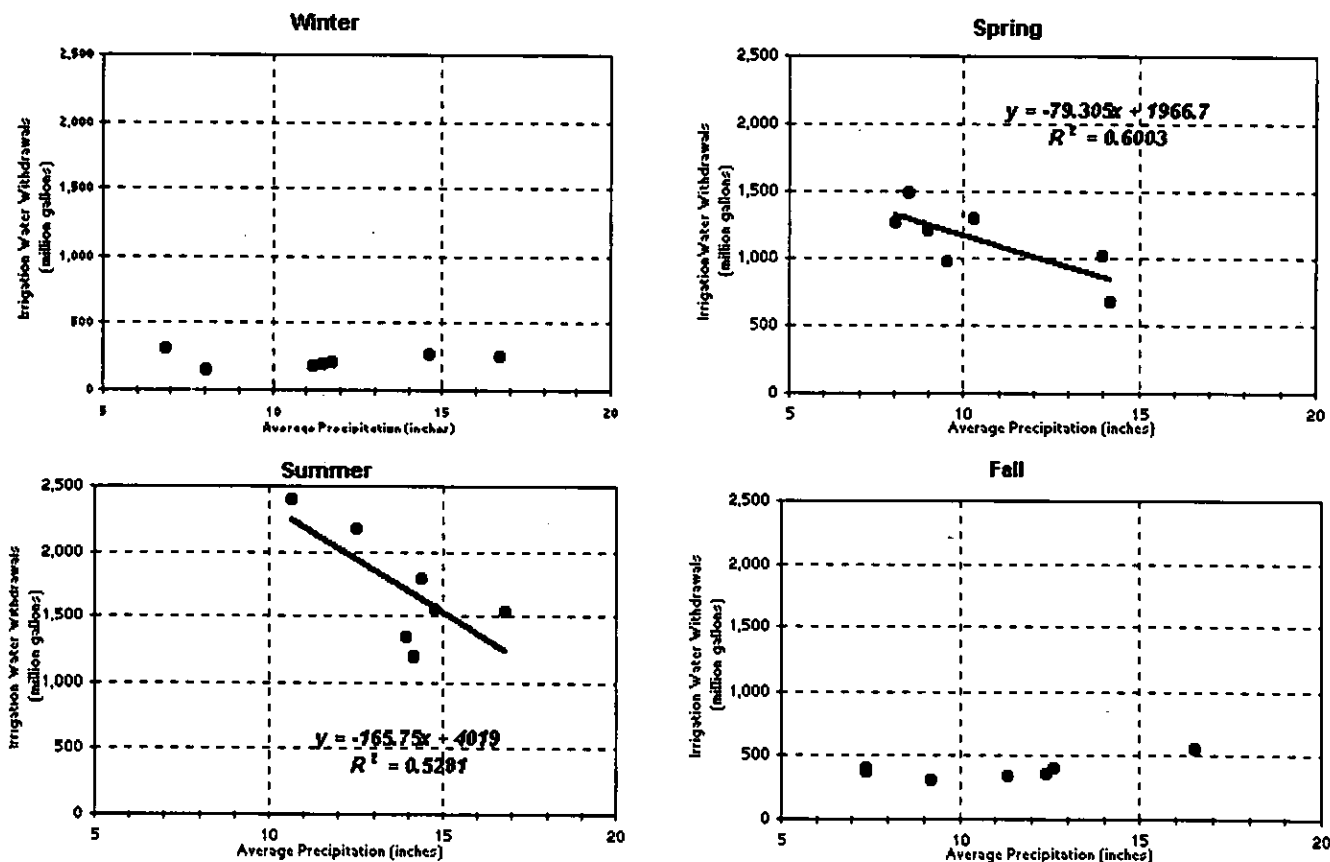 Winter
2,500
2,000
1,500
1,000
500
0
5
10
15
20
Irrigation Water Withdrawals
(million gallons)
Average Precipitation (inches)
Spring
2,500
2,000
1,500
1,000
500
0
5
10
15
20
Irrigation Water Withdrawals
(million gallons)
Average Precipitation (inches)
y = -79.305x + 1966.7
R² = 0.6003
Summer
2,500
2,000
1,500
1,000
500
0
5
10
15
20
Irrigation Water Withdrawals
(million gallons)
Average Precipitation (inches)
y = -165.75x + 4019
R² = 0.5281
Fall
2,500
2,000
1,500
1,000
500
0
5
10
15
20
Irrigation Water Withdrawals
(million gallons)
Average Precipitation (inches)